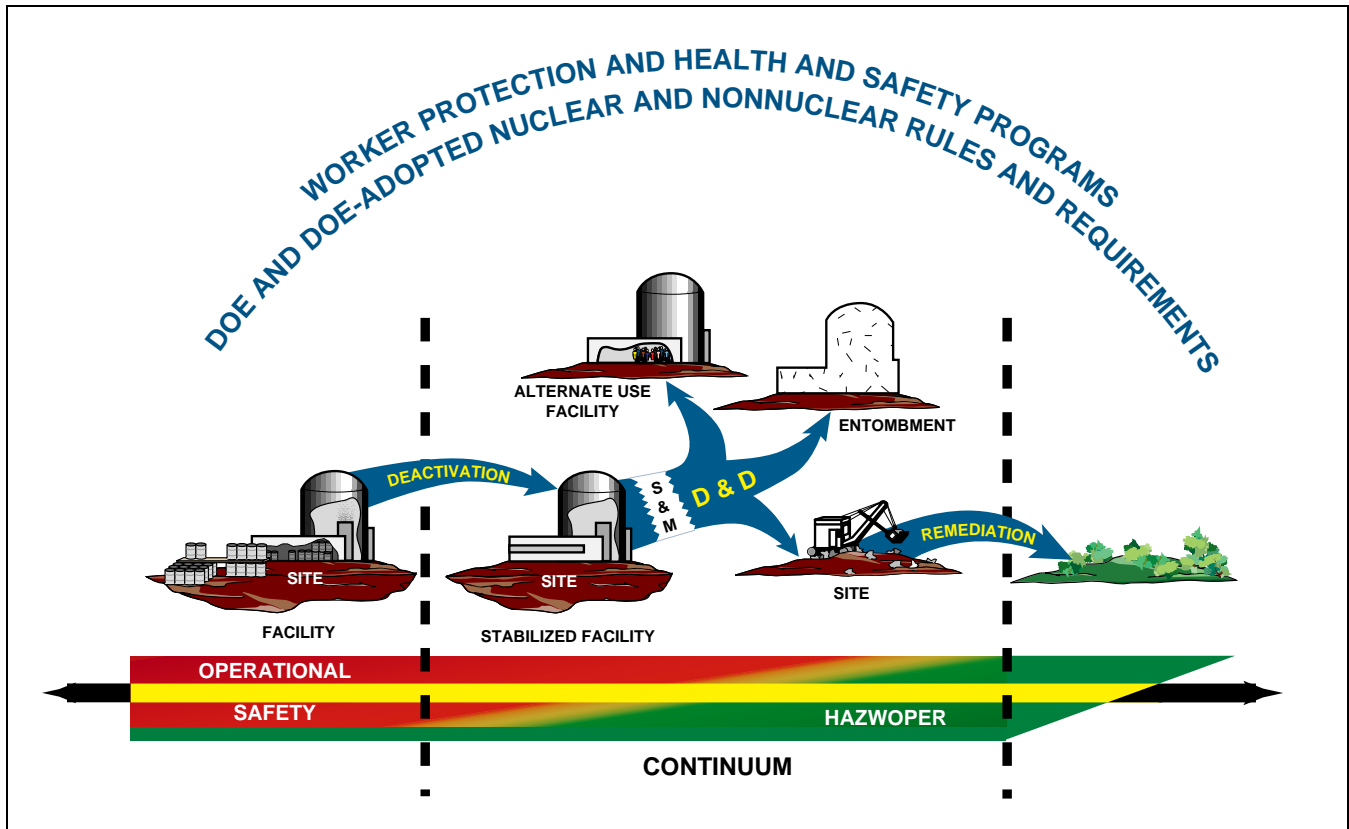 WORKER PROTECTION AND HEALTH AND SAFETY PROGRAMS
DOE AND DOE-ADOPTED NUCLEAR AND NONNUCLEAR RULES AND REQUIREMENTS
ALTERNATE USE
FACILITY
ENTOMBMENT
DEACTIVATION
S
&
M
D & D
REMEDIATION
SITE
SITE
SITE
FACILITY
STABILIZED FACILITY
OPERATIONAL
SAFETY
HAZWOPER
CONTINUUM